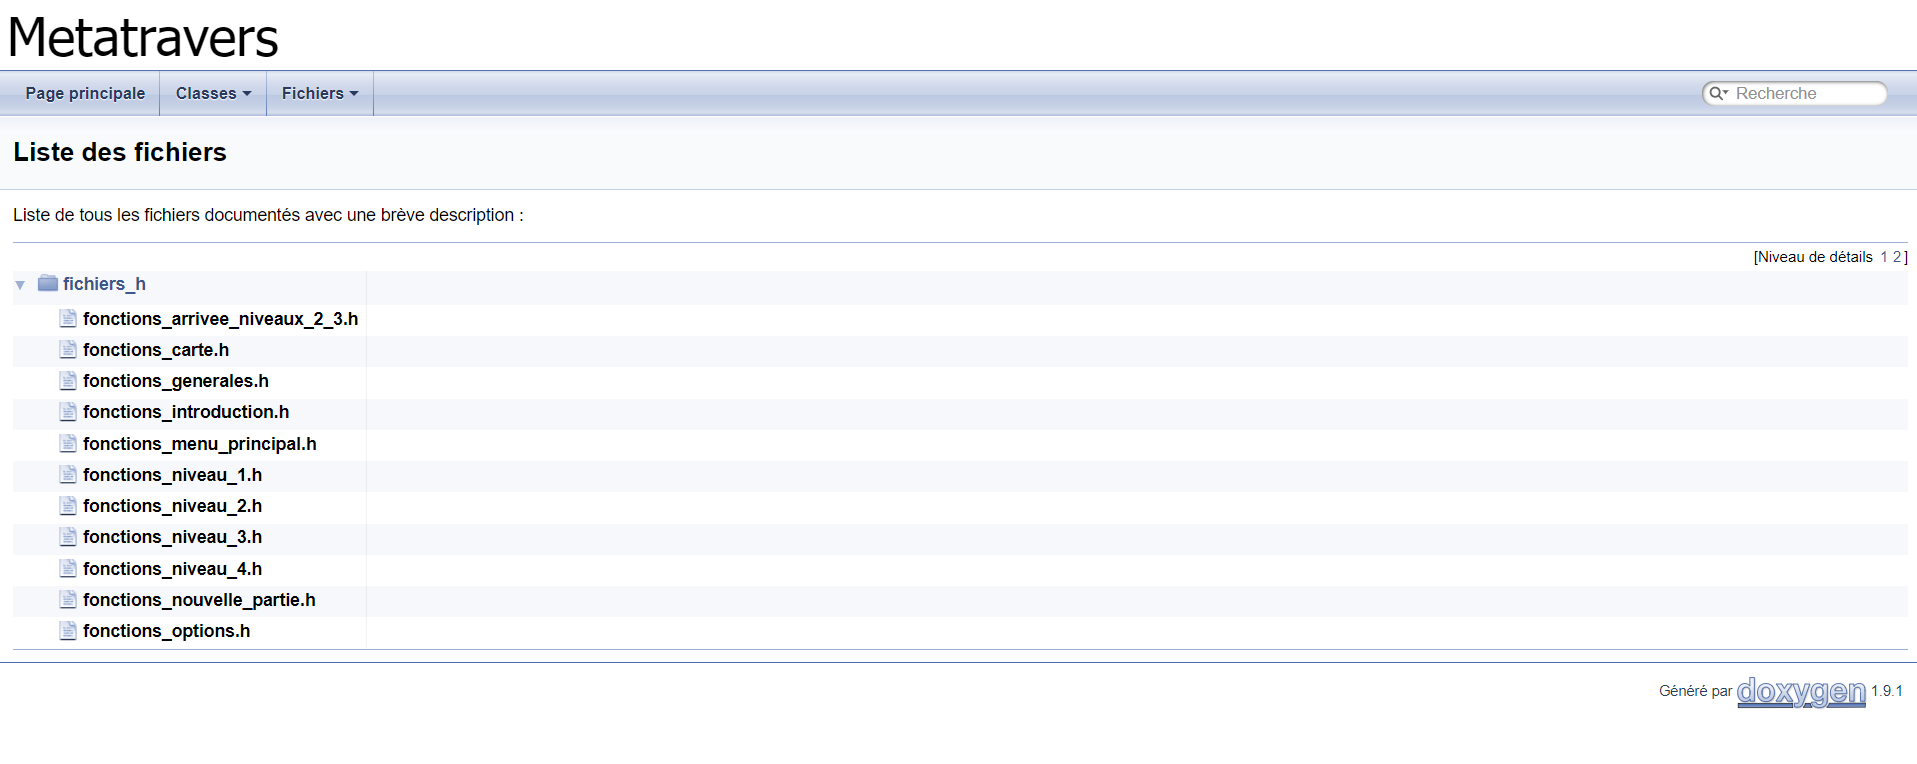 Metatravers
Page principale Classes Fichiers Recherche
Liste des fichiers
Liste de tous les fichiers documentés avec une brève description :
[Niveau de détails 1 2 ]
fichiers_h
fonctions_arrivee_niveaux_2_3.h
fonctions_carte.h
fonctions_generales.h
fonctions_introduction.h
fonctions_menu_principal.h
fonctions_niveau_1.h
fonctions_niveau_2.h
fonctions_niveau_3.h
fonctions_niveau_4.h
fonctions_nouvelle_partie.h
fonctions_options.h
Généré par doxygen 1.9.1